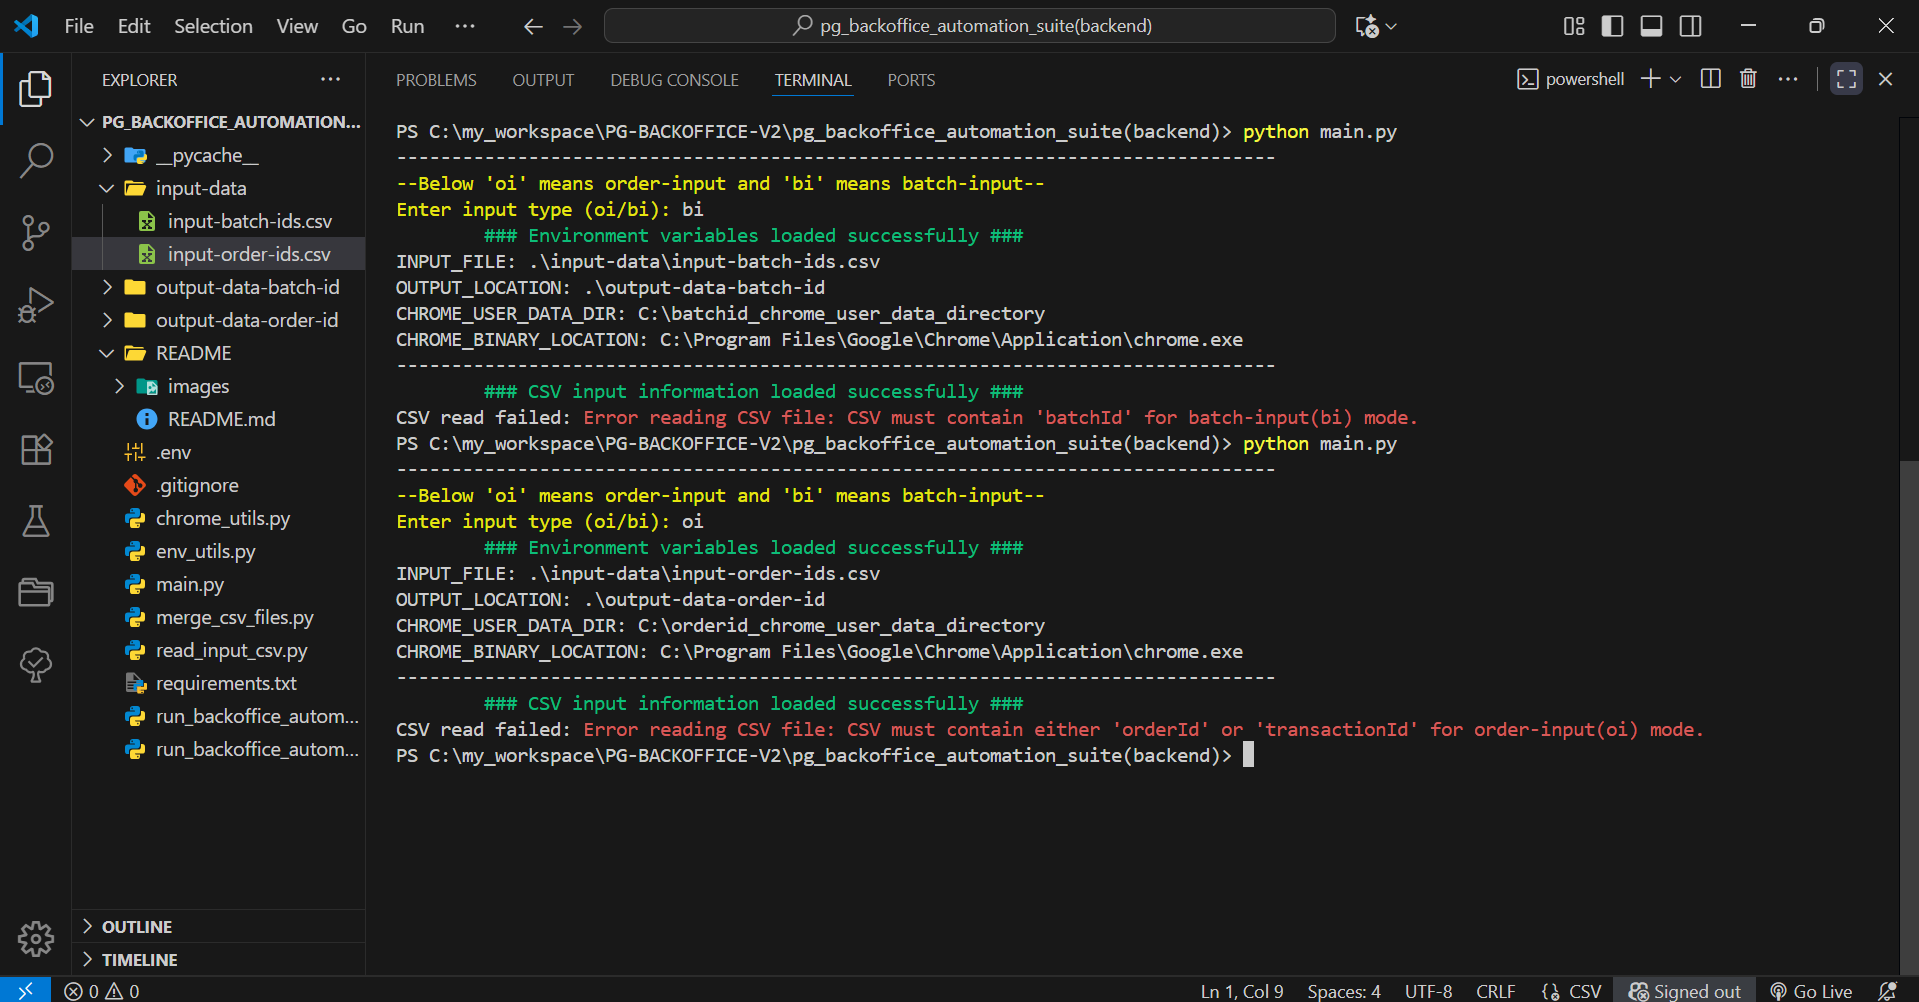 File Edit Selection View Go Run ··· pg_backoffice_automation_suite(backend)
EXPLORER ···
PG_BACKOFFICE_AUTOMATION...
__pycache__
input-data
input-batch-ids.csv
input-order-ids.csv
output-data-batch-id
output-data-order-id
README
images
README.md
.env
.gitignore
chrome_utils.py
env_utils.py
main.py
merge_csv_files.py
read_input_csv.py
requirements.txt
run_backoffice_autom...
run_backoffice_autom...
OUTLINE
TIMELINE
PROBLEMS OUTPUT DEBUG CONSOLE TERMINAL PORTS powershell ···
PS C:\my_workspace\PG-BACKOFFICE-V2\pg_backoffice_automation_suite(backend)> python main.py
--------------------------------------------------------------------------------
--Below 'oi' means order-input and 'bi' means batch-input--
Enter input type (oi/bi): bi
### Environment variables loaded successfully ###
INPUT_FILE: .\input-data\input-batch-ids.csv
OUTPUT_LOCATION: .\output-data-batch-id
CHROME_USER_DATA_DIR: C:\batchid_chrome_user_data_directory
CHROME_BINARY_LOCATION: C:\Program Files\Google\Chrome\Application\chrome.exe
--------------------------------------------------------------------------------
### CSV input information loaded successfully ###
CSV read failed: Error reading CSV file: CSV must contain 'batchId' for batch-input(bi) mode.
PS C:\my_workspace\PG-BACKOFFICE-V2\pg_backoffice_automation_suite(backend)> python main.py
--------------------------------------------------------------------------------
--Below 'oi' means order-input and 'bi' means batch-input--
Enter input type (oi/bi): oi
### Environment variables loaded successfully ###
INPUT_FILE: .\input-data\input-order-ids.csv
OUTPUT_LOCATION: .\output-data-order-id
CHROME_USER_DATA_DIR: C:\orderid_chrome_user_data_directory
CHROME_BINARY_LOCATION: C:\Program Files\Google\Chrome\Application\chrome.exe
--------------------------------------------------------------------------------
### CSV input information loaded successfully ###
CSV read failed: Error reading CSV file: CSV must contain either 'orderId' or 'transactionId' for order-input(oi) mode.
PS C:\my_workspace\PG-BACKOFFICE-V2\pg_backoffice_automation_suite(backend)>
0 0 Ln 1, Col 9 Spaces: 4 UTF-8 CRLF CSV Signed out Go Live